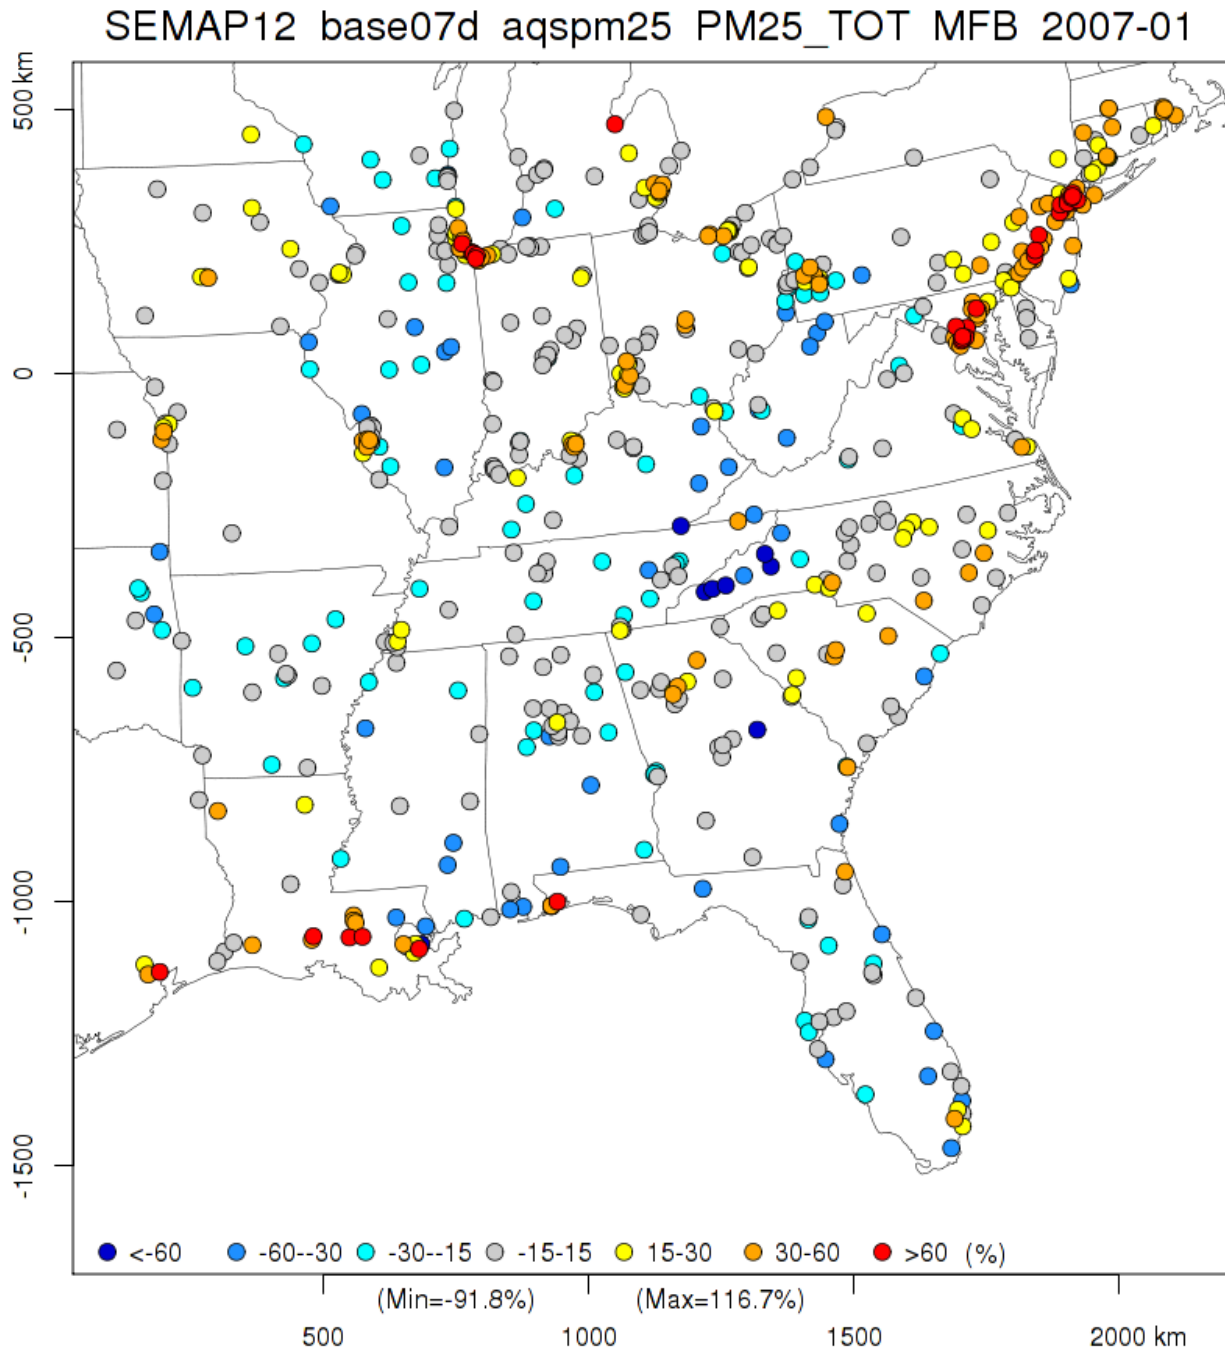 SEMAP12 base07d aqspm25 PM25_TOT MFB 2007-01
500 km
0
-500
-1000
-1500
<-60 -60--30 -30--15 -15-15 15-30 30-60 >60 (%)
(Min=-91.8%) (Max=116.7%)
500 1000 1500 2000 km